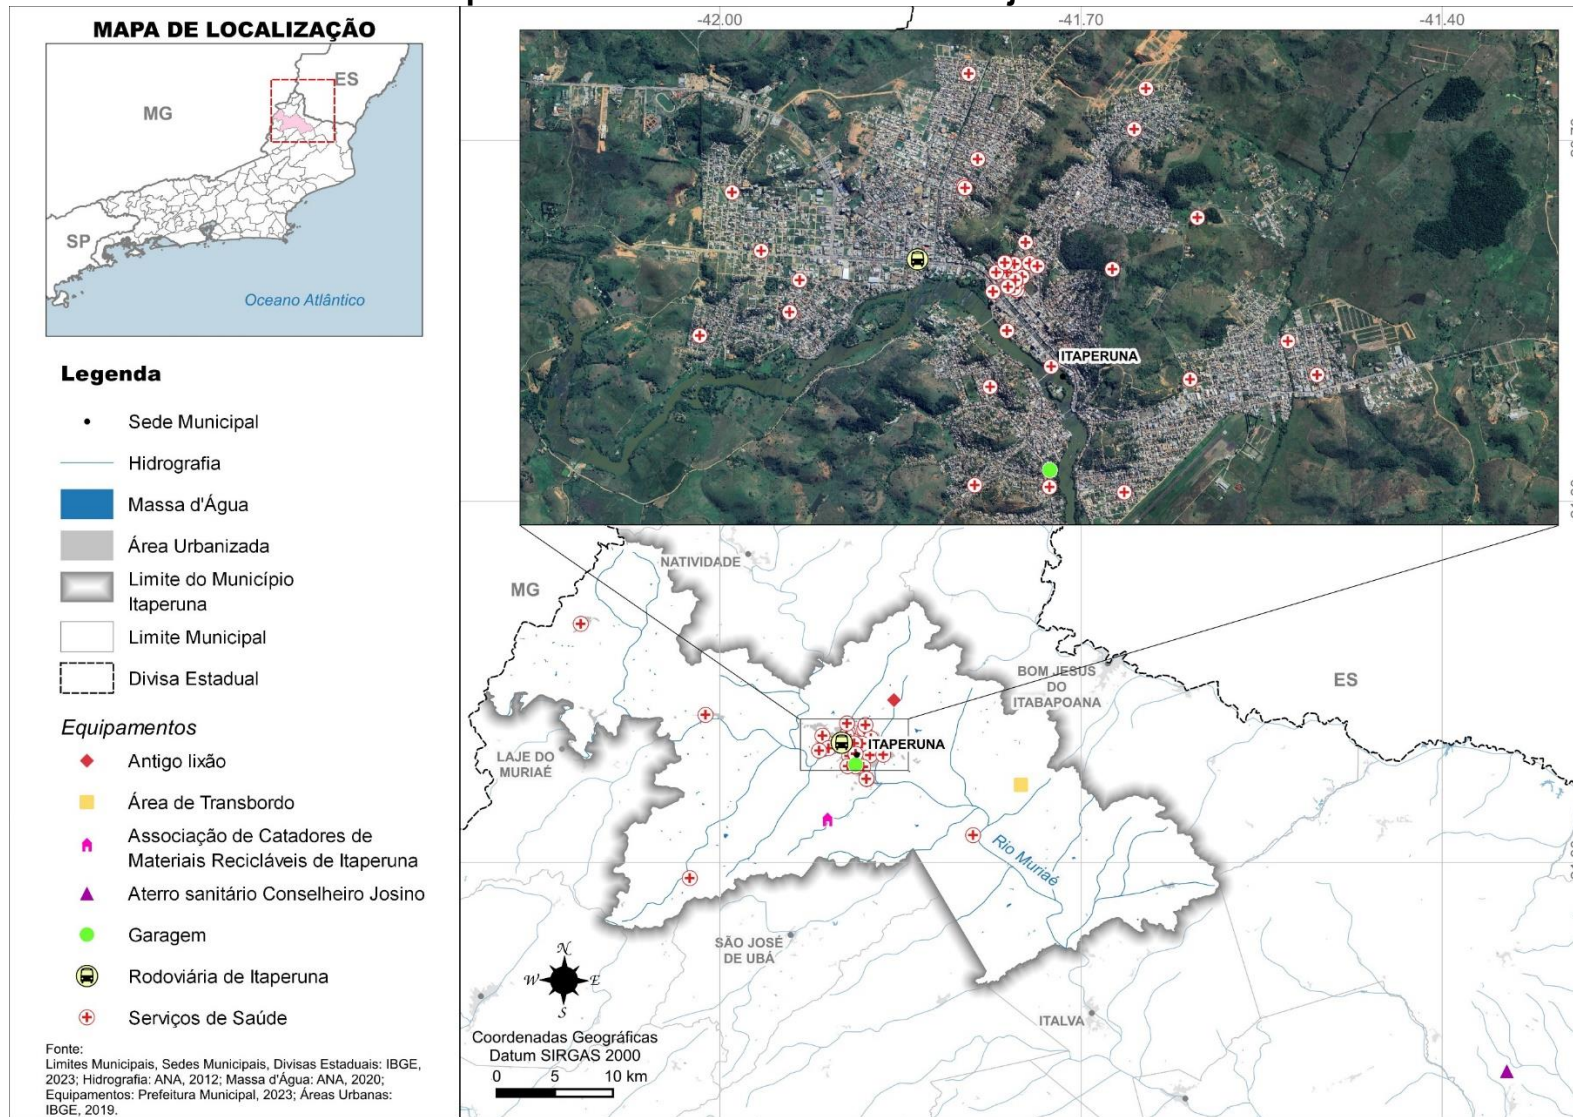 MAPA DE LOCALIZAÇÃO
ES
MG
SP
Oceano Atlântico
Legenda
Sede Municipal
Hidrografia
Massa d'Água
Área Urbanizada
Limite do Município
Itaperuna
Limite Municipal
Divisa Estadual
Equipamentos
Antigo lixão
Área de Transbordo
Associação de Catadores de
Materiais Recicláveis de Itaperuna
Aterro sanitário Conselheiro Josino
Garagem
Rodoviária de Itaperuna
Serviços de Saúde
Fonte:
Limites Municipais, Sedes Municipais, Divisas Estaduais: IBGE,
2023; Hidrografia: ANA, 2012; Massa d'Água: ANA, 2020;
Equipamentos: Prefeitura Municipal, 2023; Áreas Urbanas:
IBGE, 2019.
-42.00
-41.70
-41.40
ITAPERUNA
NATIVIDADE
MG
BOM JESUS
DO
ITABAPOANA
ES
ITAPERUNA
LAJE DO
MURIAÉ
Rio Muriaé
SÃO JOSÉ
DE UBÁ
ITALVA
N
W
E
S
Coordenadas Geográficas
Datum SIRGAS 2000
0 5 10 km